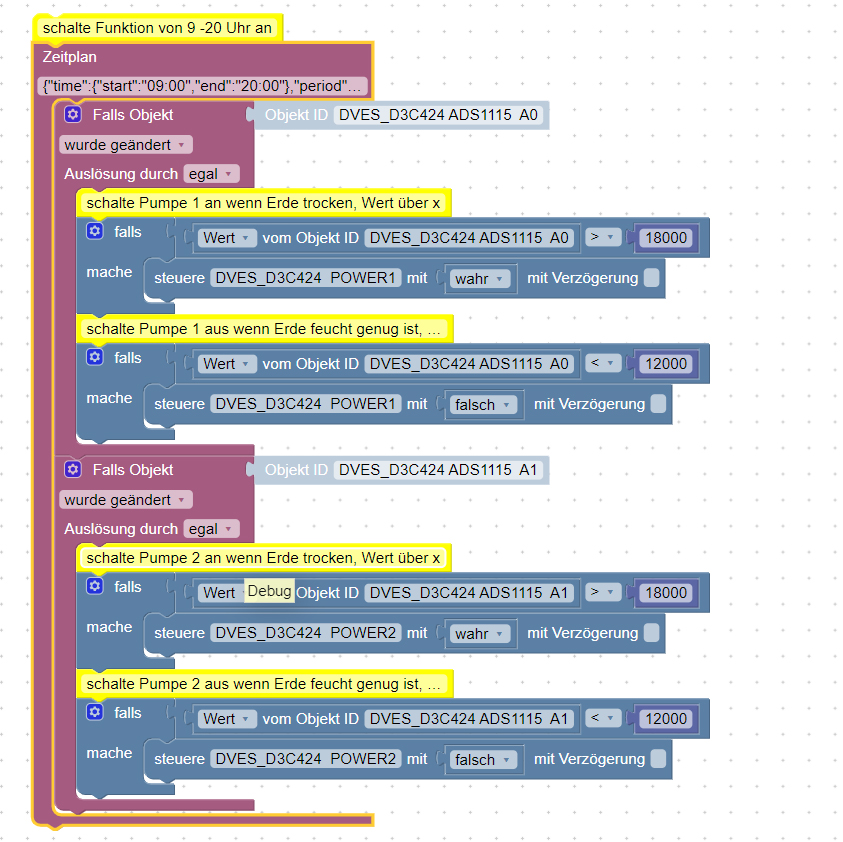 schalte Funktion von 9 -20 Uhr an
Zeitplan
{"time":{"start":"09:00","end":"20:00"},"period"…
Falls Objekt Objekt ID DVES_D3C424 ADS1115 A0
wurde geändert
Auslösung durch egal
schalte Pumpe 1 an wenn Erde trocken, Wert über x
falls Wert vom Objekt ID DVES_D3C424 ADS1115 A0 > 18000
mache steuere DVES_D3C424 POWER1 mit wahr mit Verzögerung
schalte Pumpe 1 aus wenn Erde feucht genug ist, …
falls Wert vom Objekt ID DVES_D3C424 ADS1115 A0 < 12000
mache steuere DVES_D3C424 POWER1 mit falsch mit Verzögerung
Falls Objekt Objekt ID DVES_D3C424 ADS1115 A1
wurde geändert
Auslösung durch egal
schalte Pumpe 2 an wenn Erde trocken, Wert über x
falls Wert Debug Objekt ID DVES_D3C424 ADS1115 A1 > 18000
mache steuere DVES_D3C424 POWER2 mit wahr mit Verzögerung
schalte Pumpe 2 aus wenn Erde feucht genug ist, …
falls Wert vom Objekt ID DVES_D3C424 ADS1115 A1 < 12000
mache steuere DVES_D3C424 POWER2 mit falsch mit Verzögerung